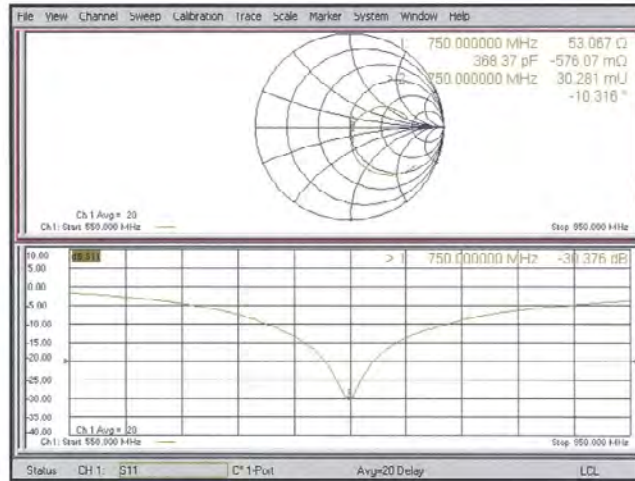 File View Channel Sweep Calibration Trace Scale Marker System Window Help
750.000000 MHz 53.067 Ω
368.37 pF -576.07 mΩ
> 2 750.000000 MHz 30.281 mU
-10.316 °
Ch 1 Avg = 20
Ch1: Start 550.000 MHz Stop 950.000 MHz
10.00 dB S11 > 1 750.000000 MHz -30.376 dB
5.00
0.00
-5.00
-10.00
-15.00
-20.00
-25.00
-30.00
-35.00
-40.00
Ch 1 Avg = 20
Ch1: Start 550.000 MHz Stop 950.000 MHz
Status CH 1: S11 C* 1-Port Avg=20 Delay LCL